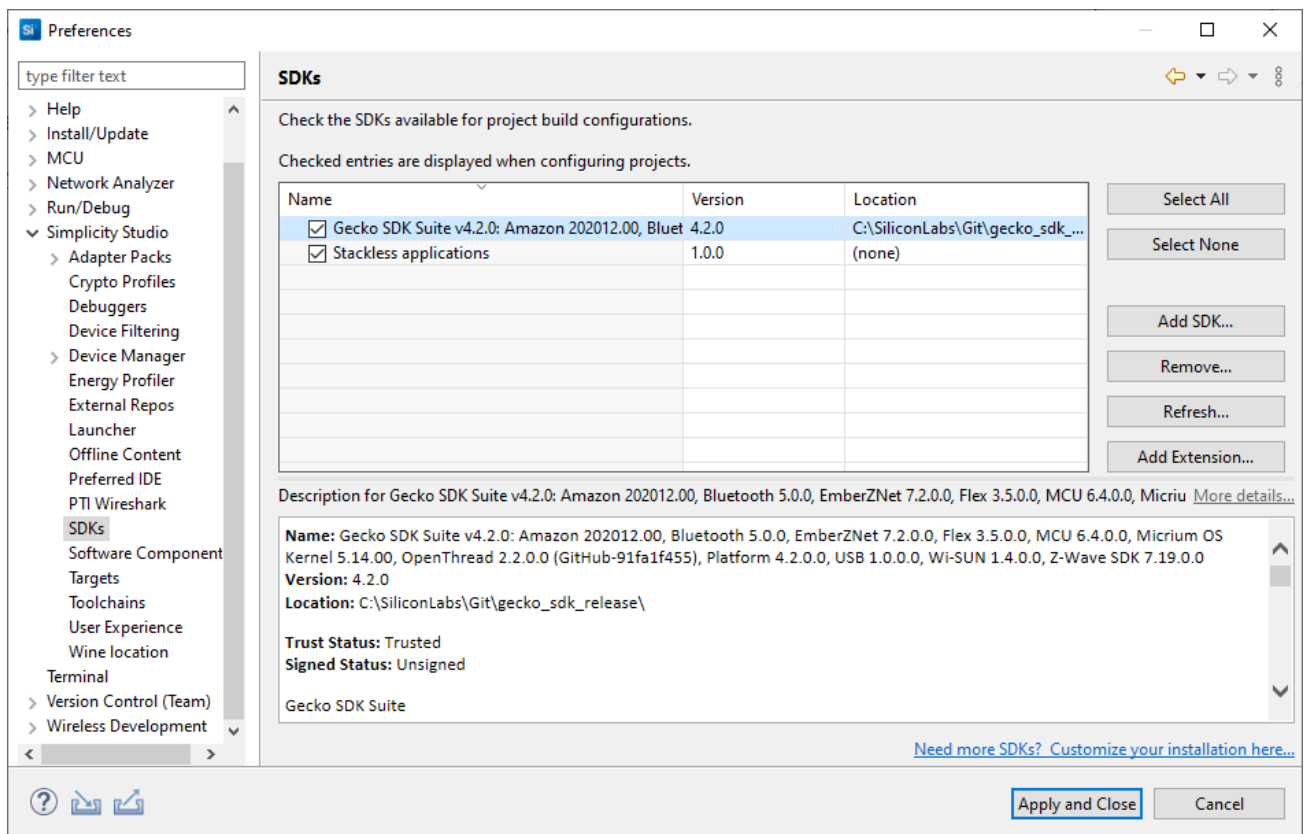 Si Preferences
type filter text
Help
Install/Update
MCU
Network Analyzer
Run/Debug
Simplicity Studio
Adapter Packs
Crypto Profiles
Debuggers
Device Filtering
Device Manager
Energy Profiler
External Repos
Launcher
Offline Content
Preferred IDE
PTI Wireshark
SDKs
Software Component
Targets
Toolchains
User Experience
Wine location
Terminal
Version Control (Team)
Wireless Development
SDKs
Check the SDKs available for project build configurations.
Checked entries are displayed when configuring projects.
Name Version Location
Gecko SDK Suite v4.2.0: Amazon 202012.00, Bluet 4.2.0 C:\SiliconLabs\Git\gecko_sdk_...
Stackless applications 1.0.0 (none)
Select All
Select None
Add SDK...
Remove...
Refresh...
Add Extension...
Description for Gecko SDK Suite v4.2.0: Amazon 202012.00, Bluetooth 5.0.0, EmberZNet 7.2.0.0, Flex 3.5.0.0, MCU 6.4.0.0, Micriu More details...
Name: Gecko SDK Suite v4.2.0: Amazon 202012.00, Bluetooth 5.0.0, EmberZNet 7.2.0.0, Flex 3.5.0.0, MCU 6.4.0.0, Micrium OS
Kernel 5.14.00, OpenThread 2.2.0.0 (GitHub-91fa1f455), Platform 4.2.0.0, USB 1.0.0.0, Wi-SUN 1.4.0.0, Z-Wave SDK 7.19.0.0
Version: 4.2.0
Location: C:\SiliconLabs\Git\gecko_sdk_release\
Trust Status: Trusted
Signed Status: Unsigned
Gecko SDK Suite
Need more SDKs? Customize your installation here...
? Apply and Close Cancel